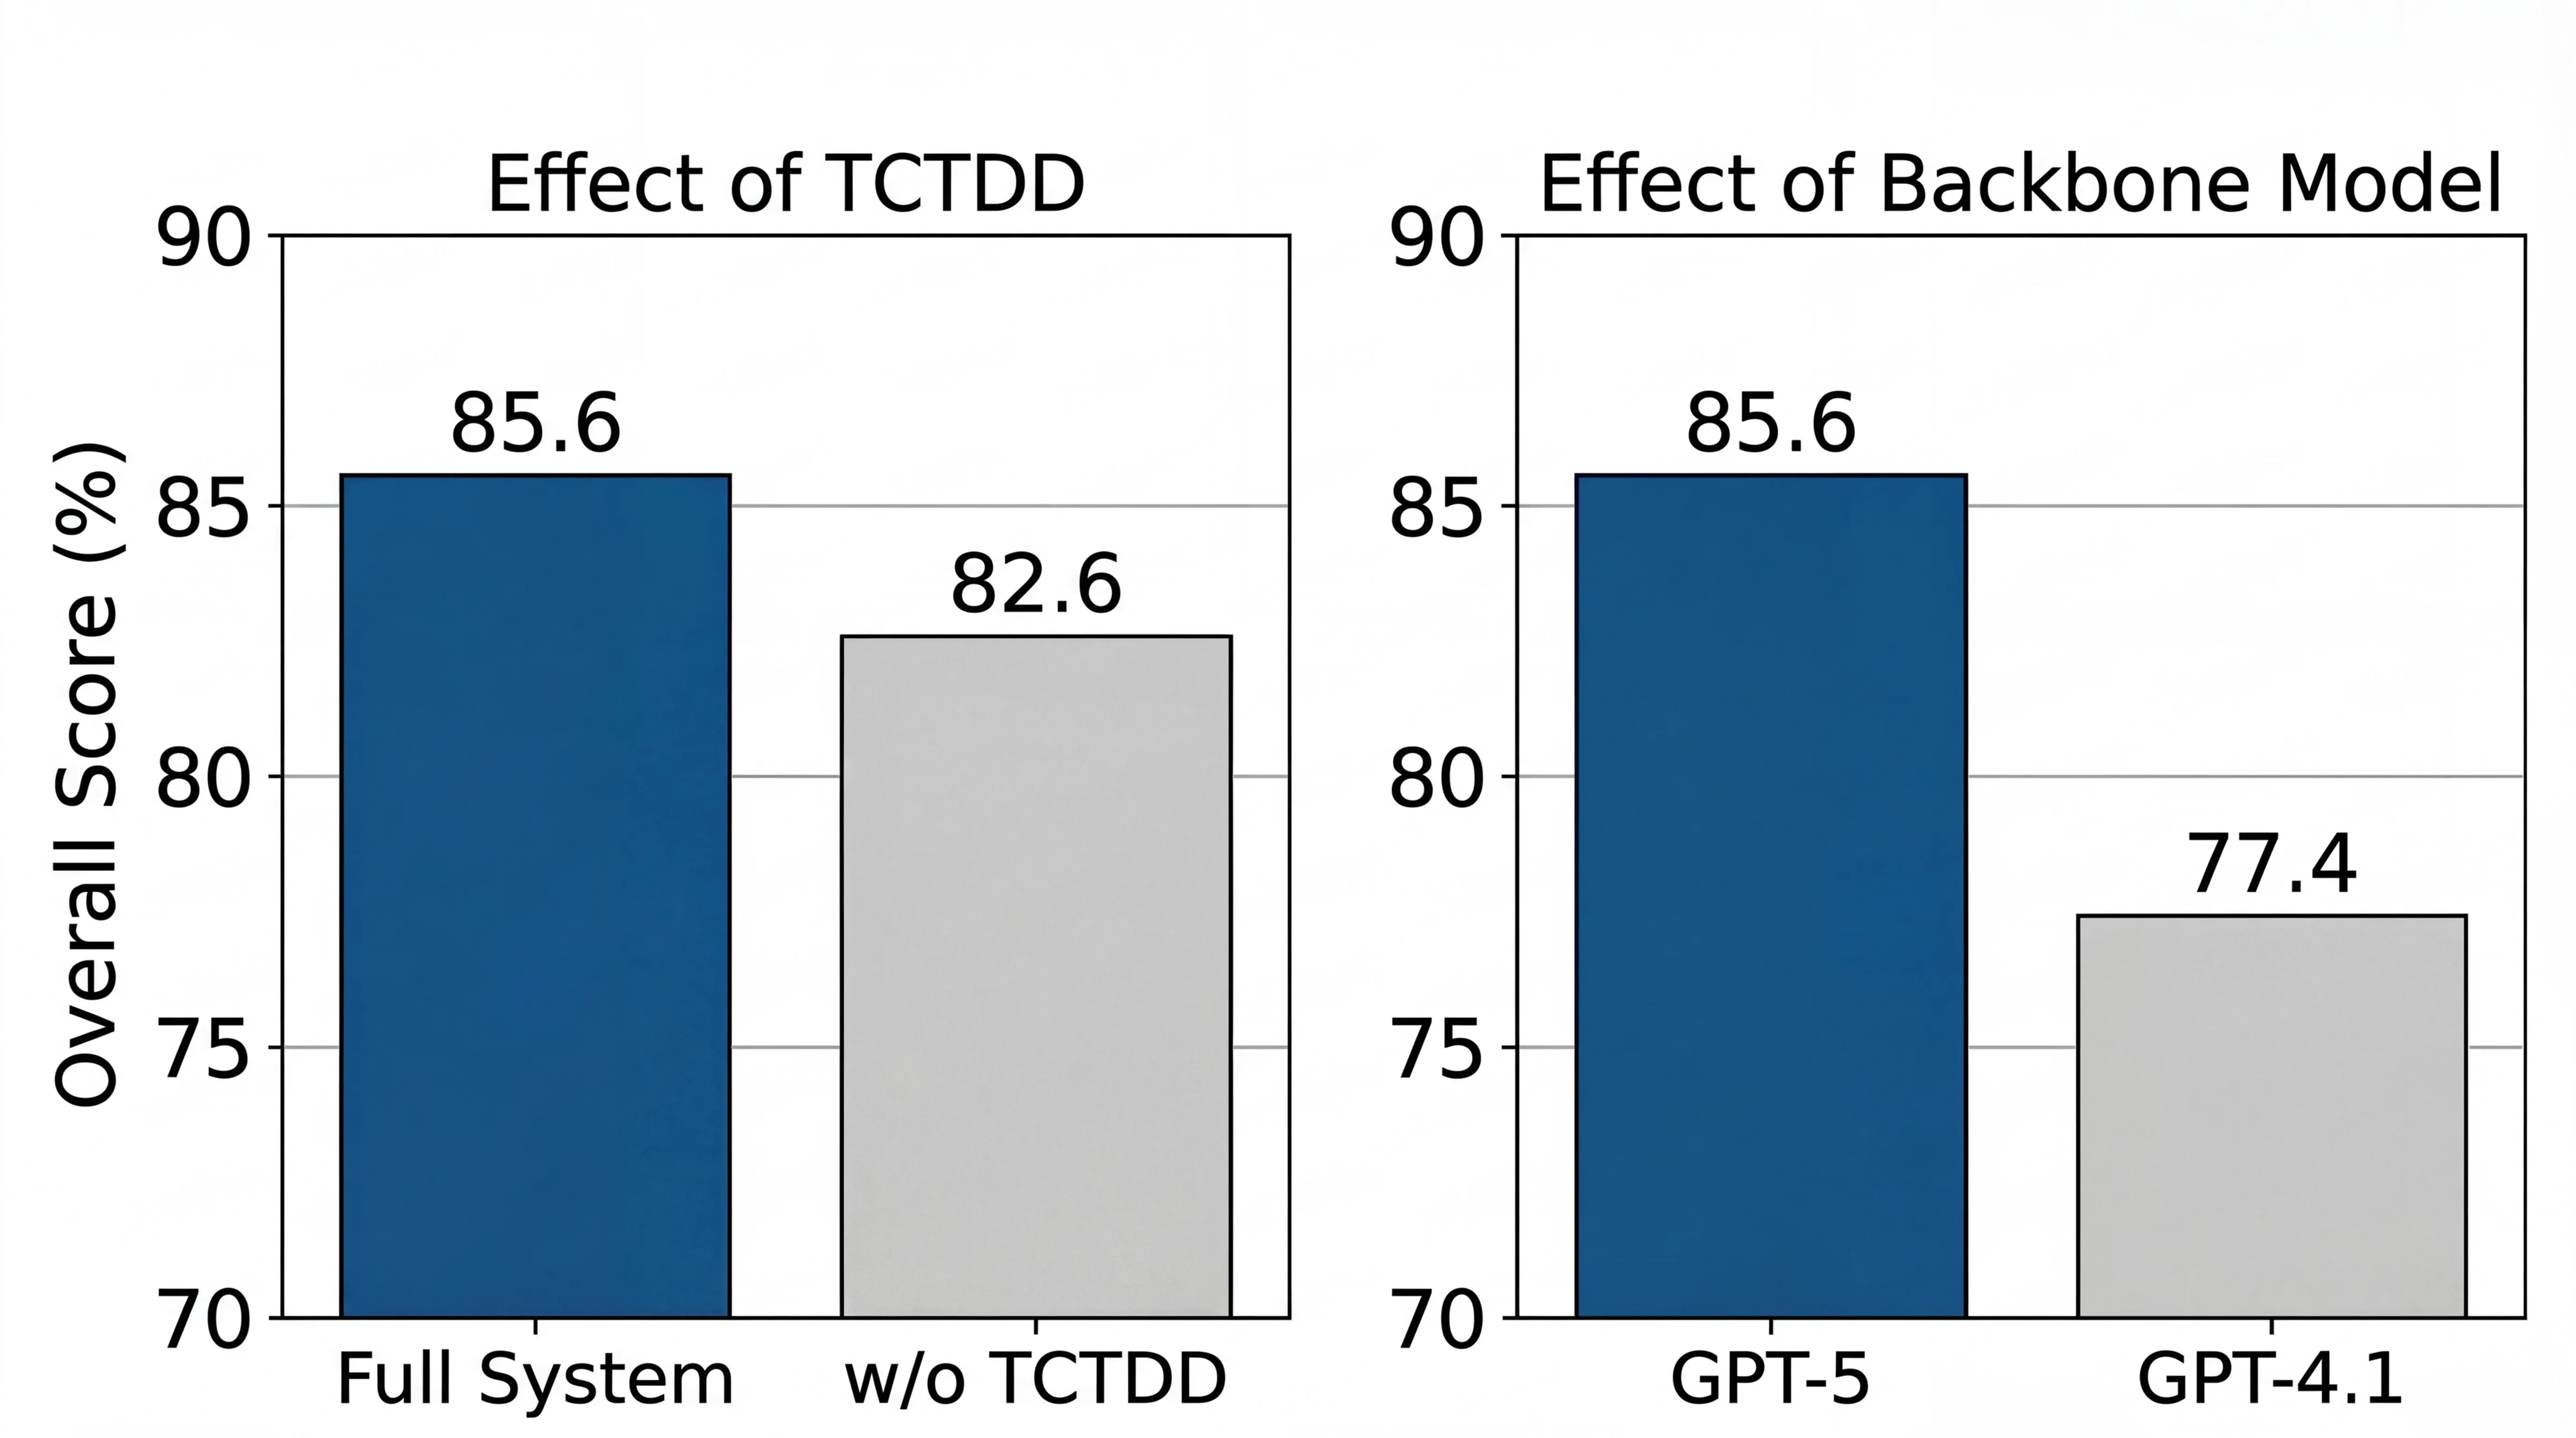 Effect of TCTDD
Overall Score (%)
90
85
80
75
70
85.6
82.6
Full System
w/o TCTDD
Effect of Backbone Model
90
85
80
75
70
85.6
77.4
GPT-5
GPT-4.1